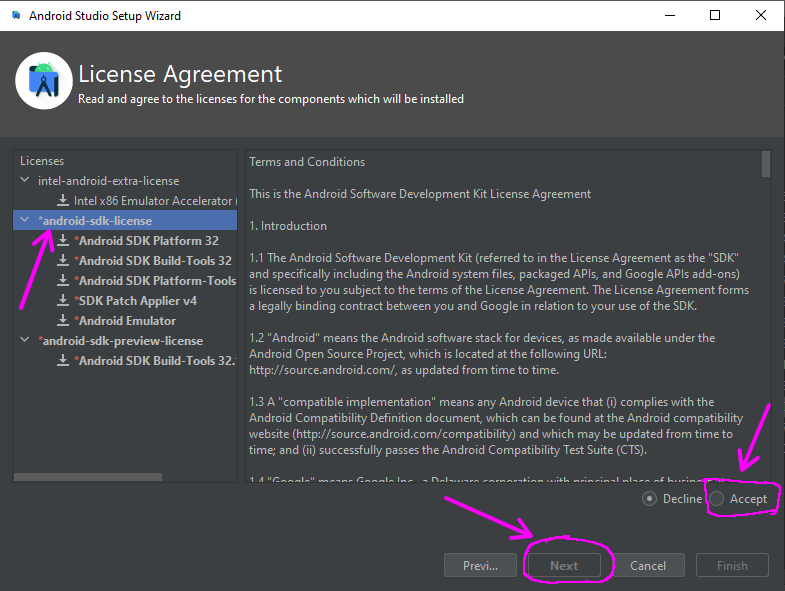 Android Studio Setup Wizard
License Agreement
Read and agree to the licenses for the components which will be installed
Licenses
intel-android-extra-license
Intel x86 Emulator Accelerator (
*android-sdk-license
*Android SDK Platform 32
*Android SDK Build-Tools 32
*Android SDK Platform-Tools
*SDK Patch Applier v4
*Android Emulator
*android-sdk-preview-license
*Android SDK Build-Tools 32.
Terms and Conditions
This is the Android Software Development Kit License Agreement
1. Introduction
1.1 The Android Software Development Kit (referred to in the License Agreement as the "SDK"
and specifically including the Android system files, packaged APIs, and Google APIs add-ons)
is licensed to you subject to the terms of the License Agreement. The License Agreement forms
a legally binding contract between you and Google in relation to your use of the SDK.
1.2 "Android" means the Android software stack for devices, as made available under the
Android Open Source Project, which is located at the following URL:
http://source.android.com/, as updated from time to time.
1.3 A "compatible implementation" means any Android device that (i) complies with the
Android Compatibility Definition document, which can be found at the Android compatibility
website (http://source.android.com/compatibility) and which may be updated from time to
time; and (ii) successfully passes the Android Compatibility Test Suite (CTS).
1.4 "Google" means Google Inc., a Delaware corporation with principal place of business at
Decline
Accept
Previ...
Next
Cancel
Finish